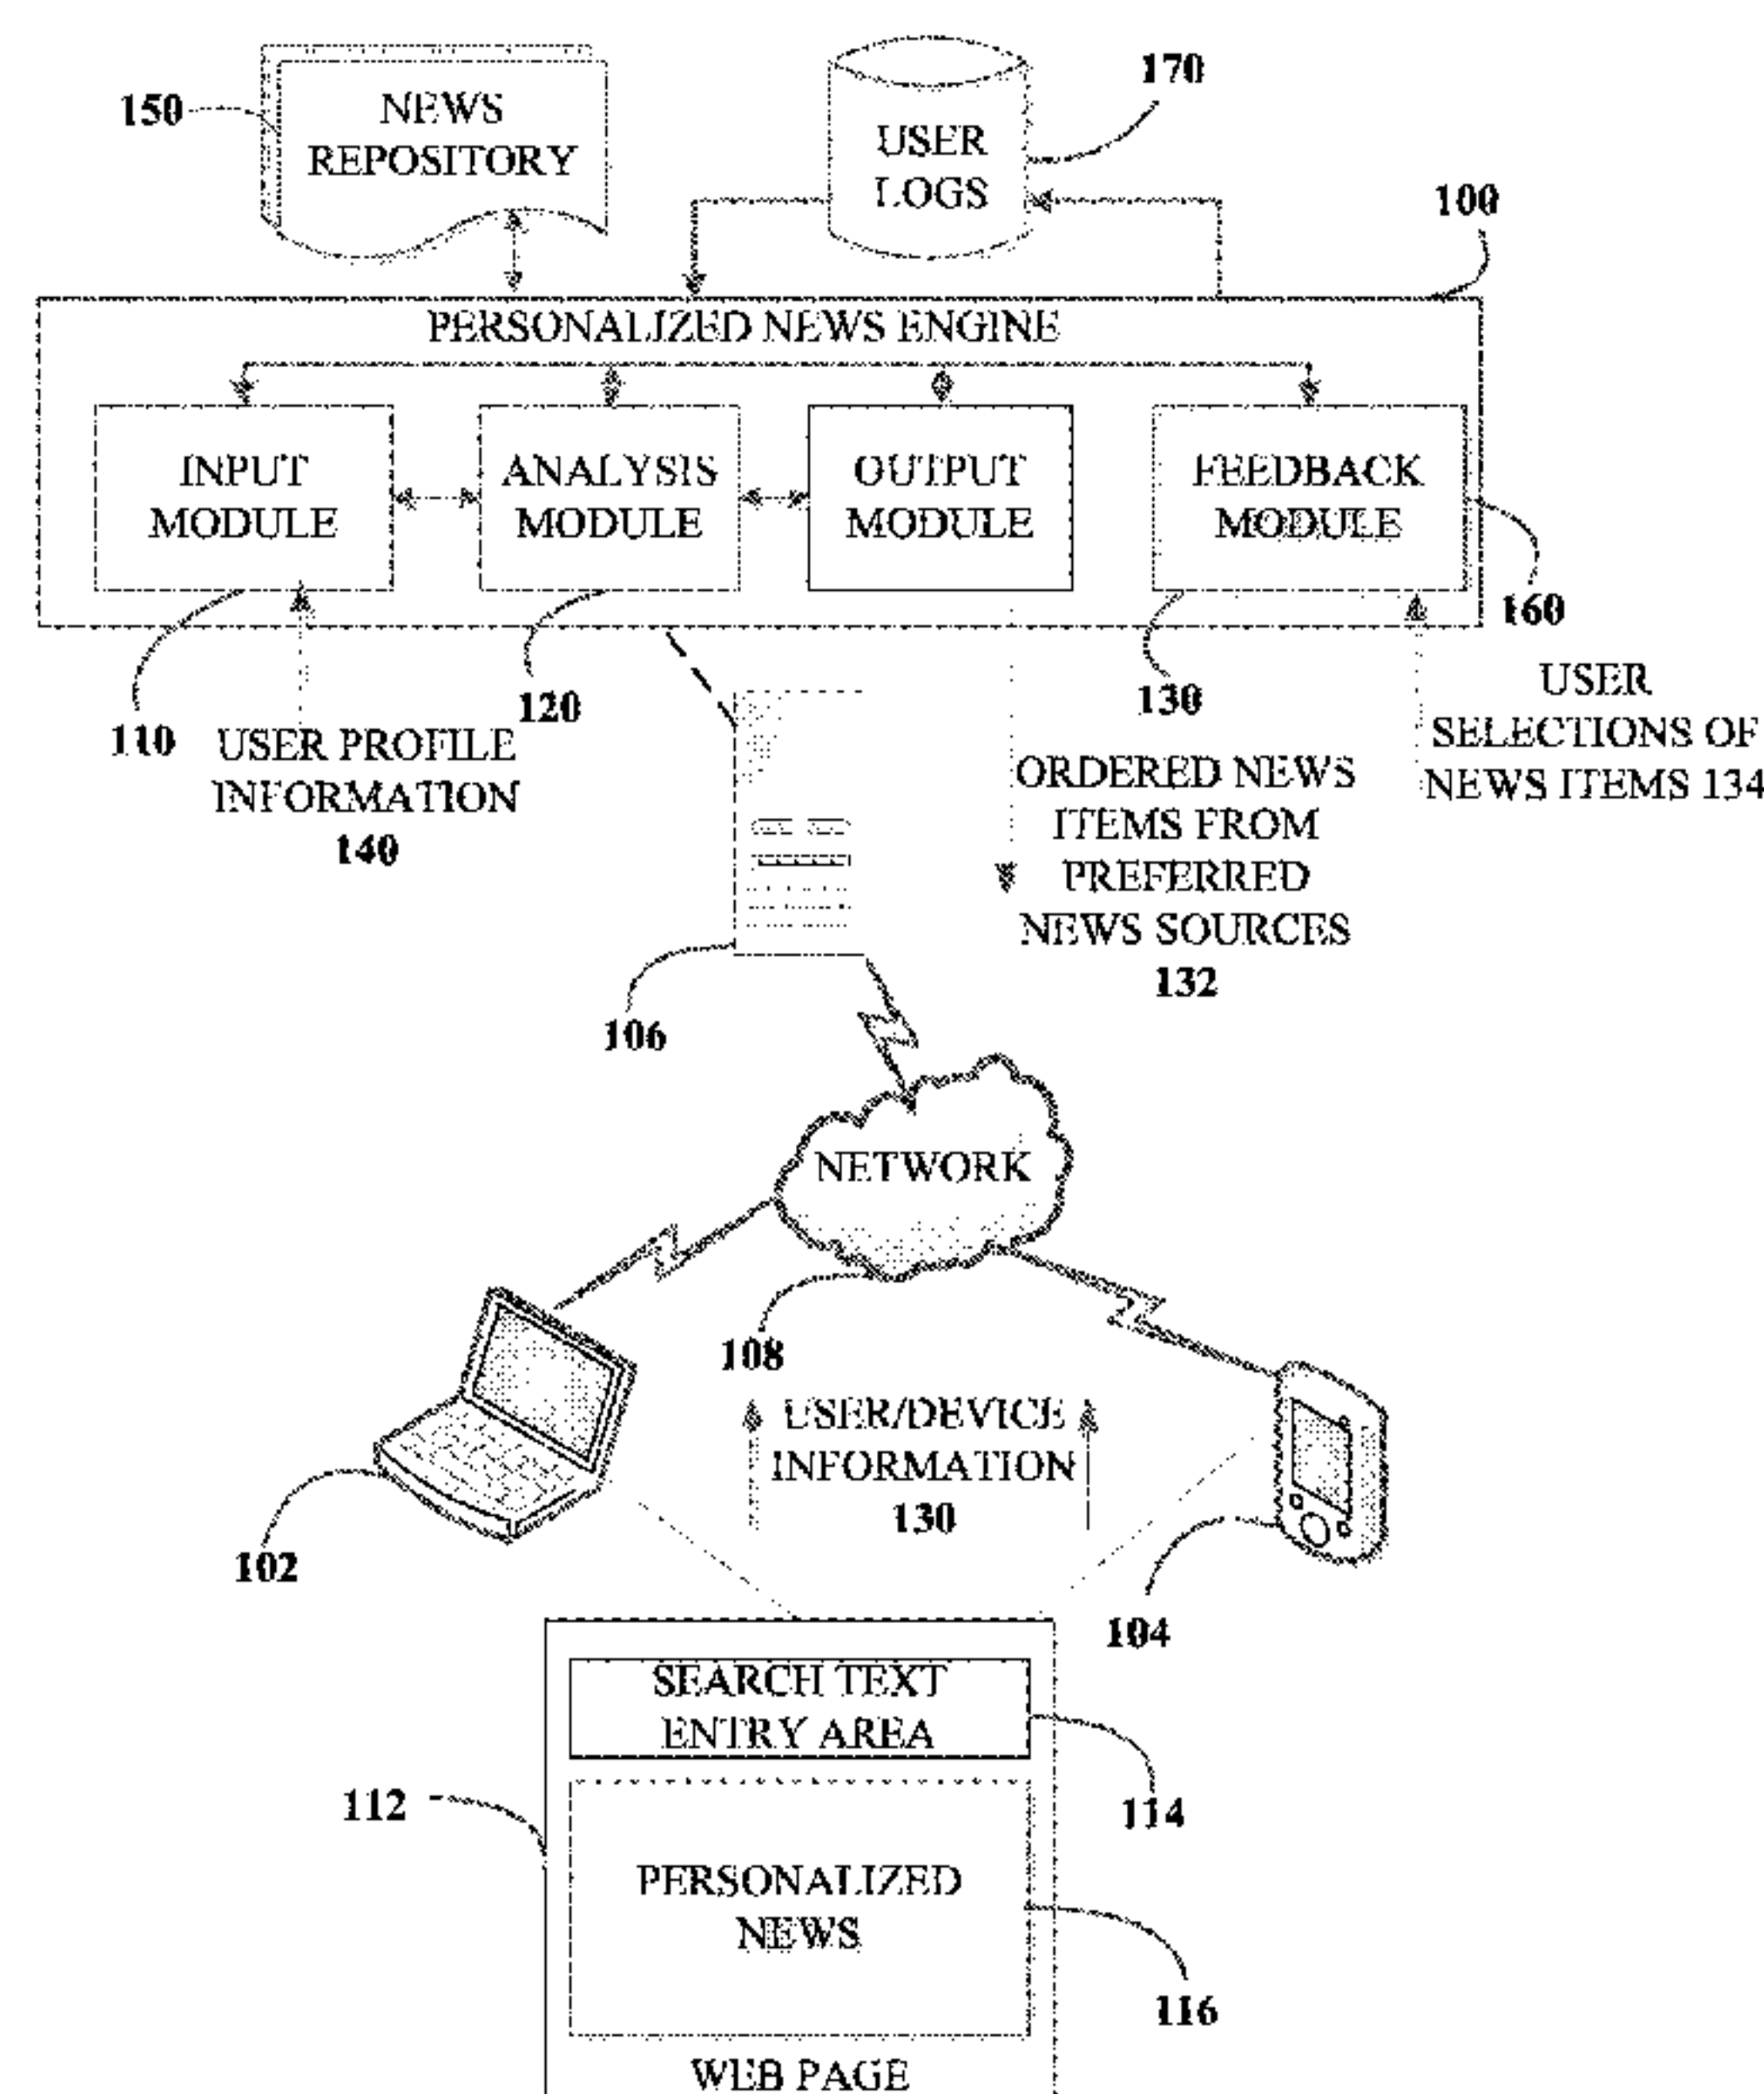 170
150
NEWS
REPOSITORY
USER
LOGS
100
PERSONALIZED NEWS ENGINE
INPUT
MODULE
ANALYSIS
MODULE
OUTPUT
MODULE
FEEDBACK
MODULE
160
110
120
130
USER PROFILE
INFORMATION
140
USER
SELECTIONS OF
NEWS ITEMS 134
ORDERED NEWS
ITEMS FROM
PREFERRED
NEWS SOURCES
132
106
NETWORK
108
USER/DEVICE
INFORMATION
130
102
104
SEARCH TEXT
ENTRY AREA
114
112
PERSONALIZED
NEWS
116
WEB PAGE